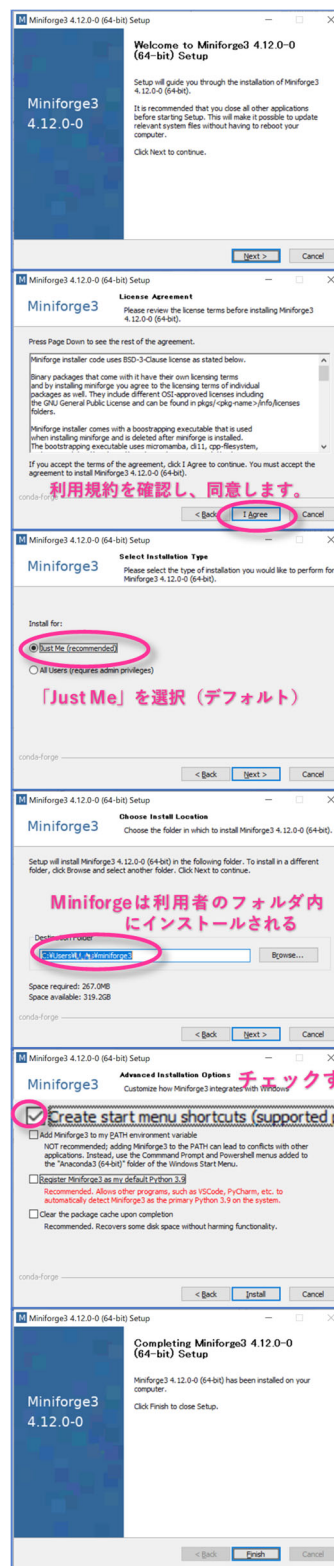 Miniforge3 4.12.0-0 (64-bit) Setup
Welcome to Miniforge3 4.12.0-0
(64-bit) Setup
Setup will guide you through the installation of Miniforge3
4.12.0-0 (64-bit).
It is recommended that you close all other applications
before starting Setup. This will make it possible to update
relevant system files without having to reboot your
computer.
Click Next to continue.
Miniforge3
4.12.0-0
Next >
Cancel
Miniforge3 4.12.0-0 (64-bit) Setup
Miniforge3
License Agreement
Please review the license terms before installing Miniforge3
4.12.0-0 (64-bit).
Press Page Down to see the rest of the agreement.
Miniforge installer code uses BSD-3-Clause license as stated below.
Binary packages that come with it have their own licensing terms
and by installing miniforge you agree to the licensing terms of individual
packages as well. They include different OSI-approved licenses including
the GNU General Public License and can be found in pkgs/<pkg-name>/info/licenses
folders.
Miniforge installer comes with a boostrapping executable that is used
when installing miniforge and is deleted after miniforge is installed.
The bootstrapping executable uses micromamba, cli11, cpp-filesystem,
If you accept the terms of the agreement, click I Agree to continue. You must accept the
agreement to install Miniforge3 4.12.0-0 (64-bit).
conda-forge
利用規約を確認し、同意します。
< Back
I Agree
Cancel
Miniforge3 4.12.0-0 (64-bit) Setup
Miniforge3
Select Installation Type
Please select the type of installation you would like to perform for
Miniforge3 4.12.0-0 (64-bit).
Install for:
Just Me (recommended)
All Users (requires admin privileges)
「Just Me」を選択（デフォルト）
conda-forge
< Back
Next >
Cancel
Miniforge3 4.12.0-0 (64-bit) Setup
Miniforge3
Choose Install Location
Choose the folder in which to install Miniforge3 4.12.0-0 (64-bit).
Setup will install Miniforge3 4.12.0-0 (64-bit) in the following folder. To install in a different
folder, click Browse and select another folder. Click Next to continue.
Miniforgeは利用者のフォルダ内
にインストールされる
Destination Folder
Browse...
Space required: 267.0MB
Space available: 319.2GB
conda-forge
< Back
Next >
Cancel
Miniforge3 4.12.0-0 (64-bit) Setup
Miniforge3
Advanced Installation Options
Customize how Miniforge3 integrates with Windows
チェックす
Create start menu shortcuts (supported
Add Miniforge3 to my PATH environment variable
NOT recommended; adding Miniforge3 to the PATH can lead to conflicts with other
applications. Instead, use the Commmand Prompt and Powershell menus added to
the "Anaconda3 (64-bit)" folder of the Windows Start Menu.
Register Miniforge3 as my default Python 3.9
Recommended. Allows other programs, such as VSCode, PyCharm, etc. to
automatically detect Miniforge3 as the primary Python 3.9 on the system.
Clear the package cache upon completion
Recommended. Recovers some disk space without harming functionality.
conda-forge
< Back
Install
Cancel
Miniforge3 4.12.0-0 (64-bit) Setup
Completing Miniforge3 4.12.0-0
(64-bit) Setup
Miniforge3 4.12.0-0 (64-bit) has been installed on your
computer.
Click Finish to close Setup.
Miniforge3
4.12.0-0
< Back
Finish
Cancel